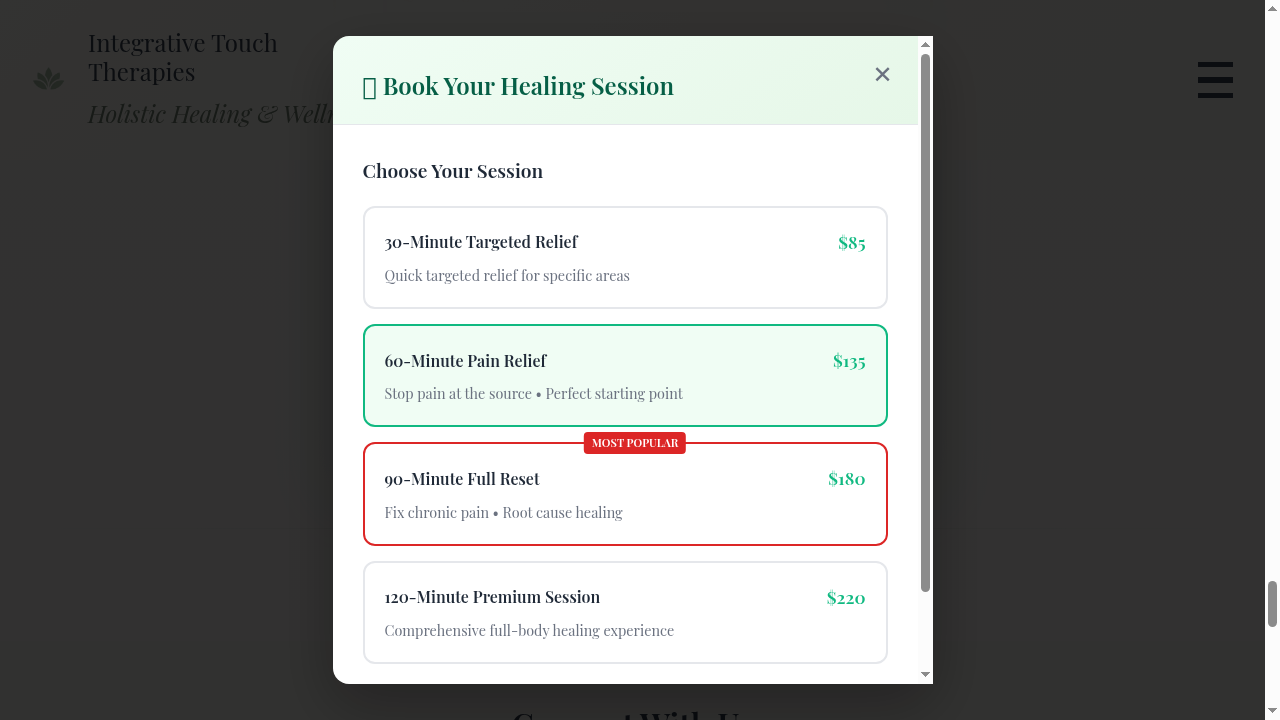 Integrative Touch
Therapies
Holistic Healing & Welln
Book Your Healing Session
×
Choose Your Session
30-Minute Targeted Relief
$85
Quick targeted relief for specific areas
60-Minute Pain Relief
$135
Stop pain at the source • Perfect starting point
MOST POPULAR
90-Minute Full Reset
$180
Fix chronic pain • Root cause healing
120-Minute Premium Session
$220
Comprehensive full-body healing experience